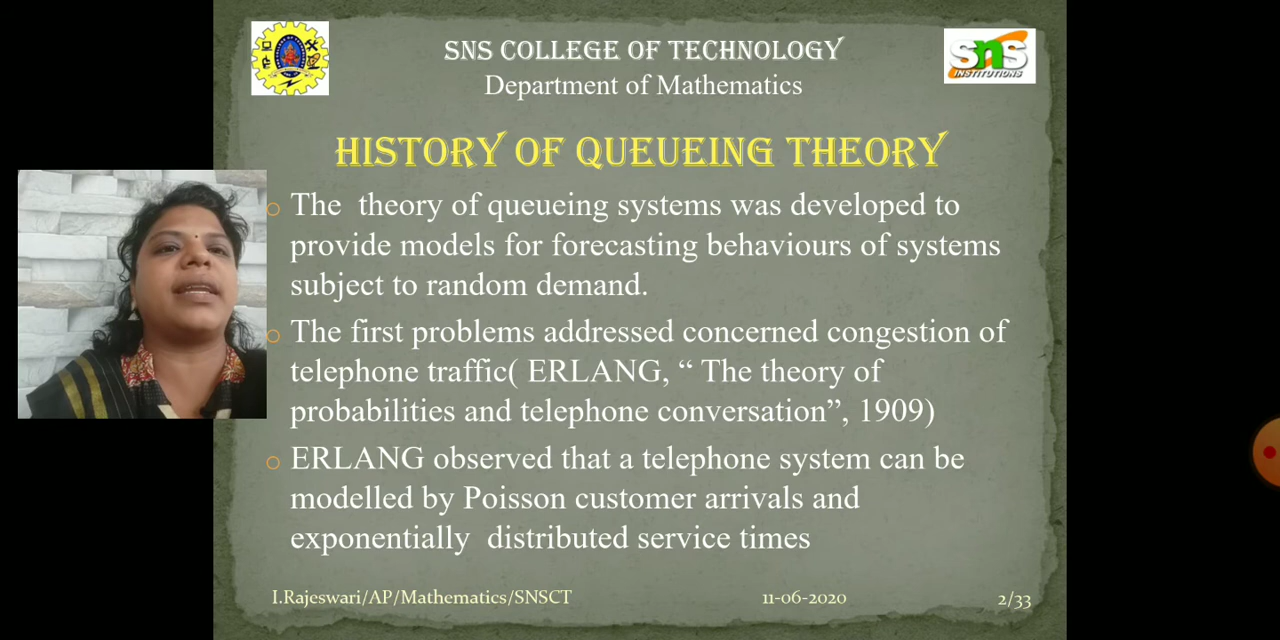 SNS COLLEGE OF TECHNOLOGY
Department of Mathematics
SNS
INSTITUTIONS
HISTORY OF QUEUEING THEORY
The theory of queueing systems was developed to
provide models for forecasting behaviours of systems
subject to random demand.
The first problems addressed concerned congestion of
telephone traffic( ERLANG, “ The theory of
probabilities and telephone conversation”, 1909)
ERLANG observed that a telephone system can be
modelled by Poisson customer arrivals and
exponentially distributed service times
I.Rajeswari/AP/Mathematics/SNSCT 11-06-2020 2/33